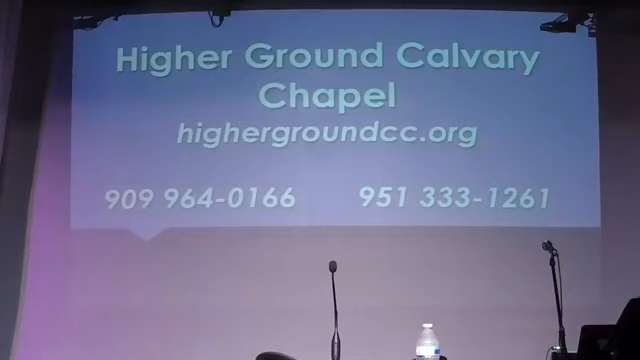 Higher Ground Calvary
Chapel
highergroundcc.org
909 964-0166 951 333-1261